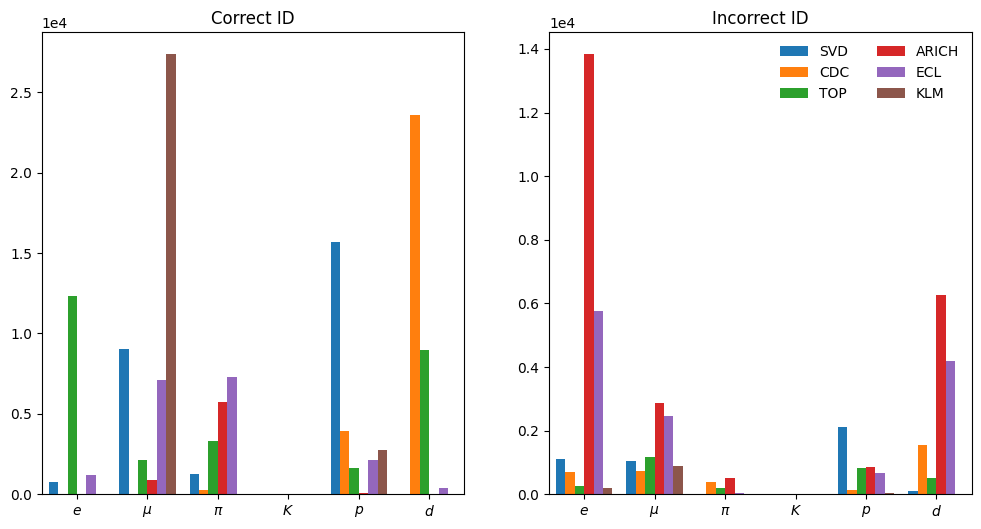 Correct ID
1e4
2.5
2.0
1.5
1.0
0.5
0.0
e
μ
π
K
p
d
Incorrect ID
1e4
1.4
1.2
1.0
0.8
0.6
0.4
0.2
0.0
e
μ
π
K
p
d
SVD
CDC
TOP
ARICH
ECL
KLM